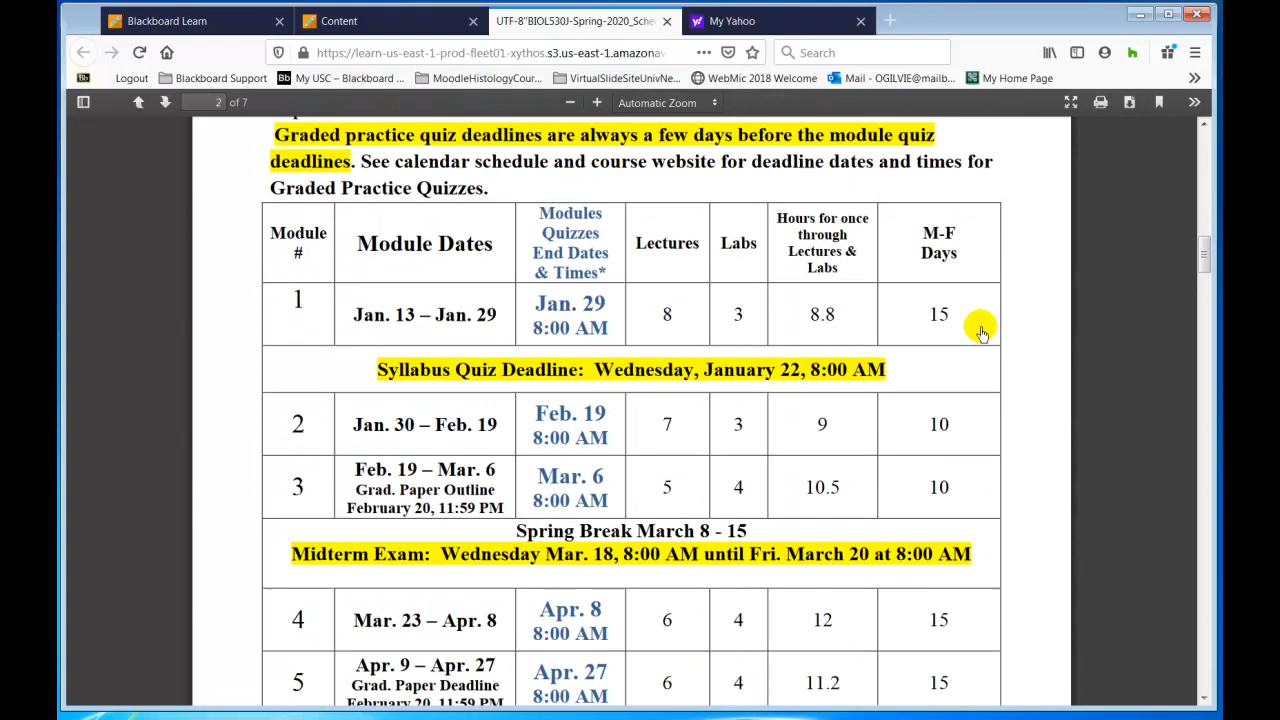 Blackboard Learn
Content
UTF-8''BIOL530J-Spring-2020_Sche
My Yahoo
https://learn-us-east-1-prod-fleet01-xythos.s3.us-east-1.amazonaw
Search
Bb
Logout
Blackboard Support
Bb My USC – Blackboard ...
MoodleHistologyCour...
VirtualSlideSiteUnivNe...
WebMic 2018 Welcome
Mail - OGILVIE@mailb...
My Home Page
2 of 7
Automatic Zoom
Graded practice quiz deadlines are always a few days before the module quiz
deadlines. See calendar schedule and course website for deadline dates and times for
Graded Practice Quizzes.
Module
#
Module Dates
Modules
Quizzes
End Dates
& Times*
Lectures
Labs
Hours for once
through
Lectures &
Labs
M-F
Days
1
Jan. 13 – Jan. 29
Jan. 29
8:00 AM
8
3
8.8
15
Syllabus Quiz Deadline: Wednesday, January 22, 8:00 AM
2
Jan. 30 – Feb. 19
Feb. 19
8:00 AM
7
3
9
10
3
Feb. 19 – Mar. 6
Grad. Paper Outline
February 20, 11:59 PM
Mar. 6
8:00 AM
5
4
10.5
10
Spring Break March 8 - 15
Midterm Exam: Wednesday Mar. 18, 8:00 AM until Fri. March 20 at 8:00 AM
4
Mar. 23 – Apr. 8
Apr. 8
8:00 AM
6
4
12
15
5
Apr. 9 – Apr. 27
Grad. Paper Deadline
February 20, 11:59 PM
Apr. 27
8:00 AM
6
4
11.2
15